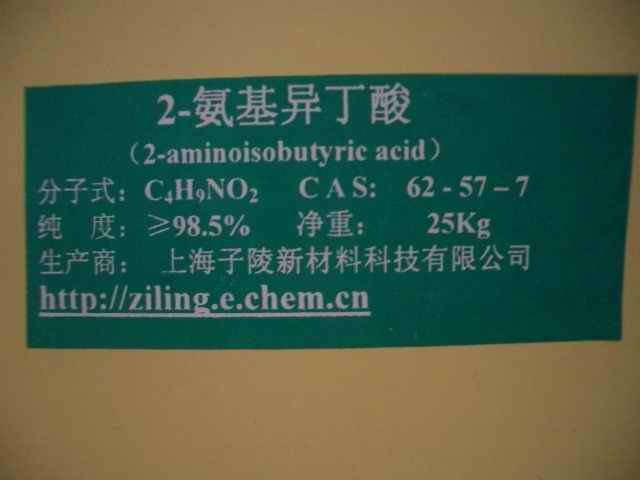 2-氨基异丁酸
（2-aminoisobutyric acid）
分子式： C₄H₉NO₂ C A S: 62 - 57 – 7
纯 度：≥98.5% 净重： 25Kg
生产商： 上海子陵新材料科技有限公司
http://ziling.e.chem.cn